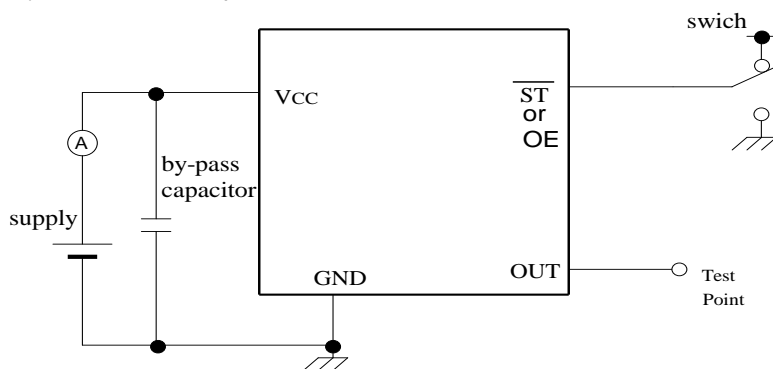 swich
VCC
ST
or
OE
A
by-pass
capacitor
supply
GND
OUT
Test
Point